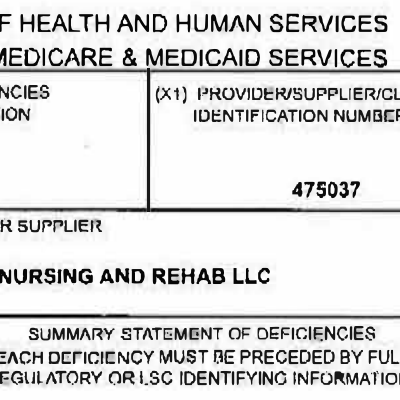 F HEALTH AND HUMAN SERVICES
MEDICARE & MEDICAID SERVICES
NCIES
ION
(X1) PROVIDER/SUPPLIER/CL
IDENTIFICATION NUMBER
475037
R SUPPLIER
NURSING AND REHAB LLC
SUMMARY STATEMENT OF DEFICIENCIES
EACH DEFICIENCY MUST BE PRECEDED BY FUL
EGULATORY OR LSC IDENTIFYING INFORMATIO